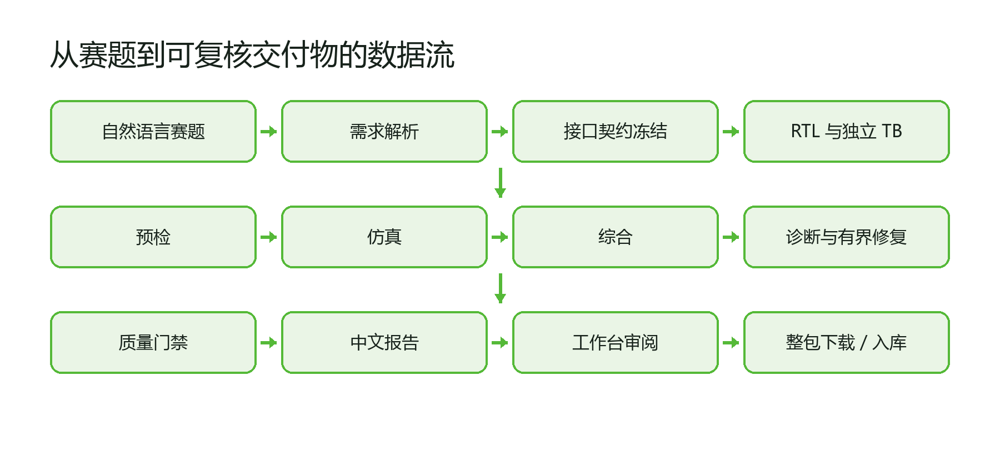 从赛题到可复核交付物的数据流
自然语言赛题
需求解析
接口契约冻结
RTL 与独立 TB
预检
仿真
综合
诊断与有界修复
质量门禁
中文报告
工作台审阅
整包下载 / 入库